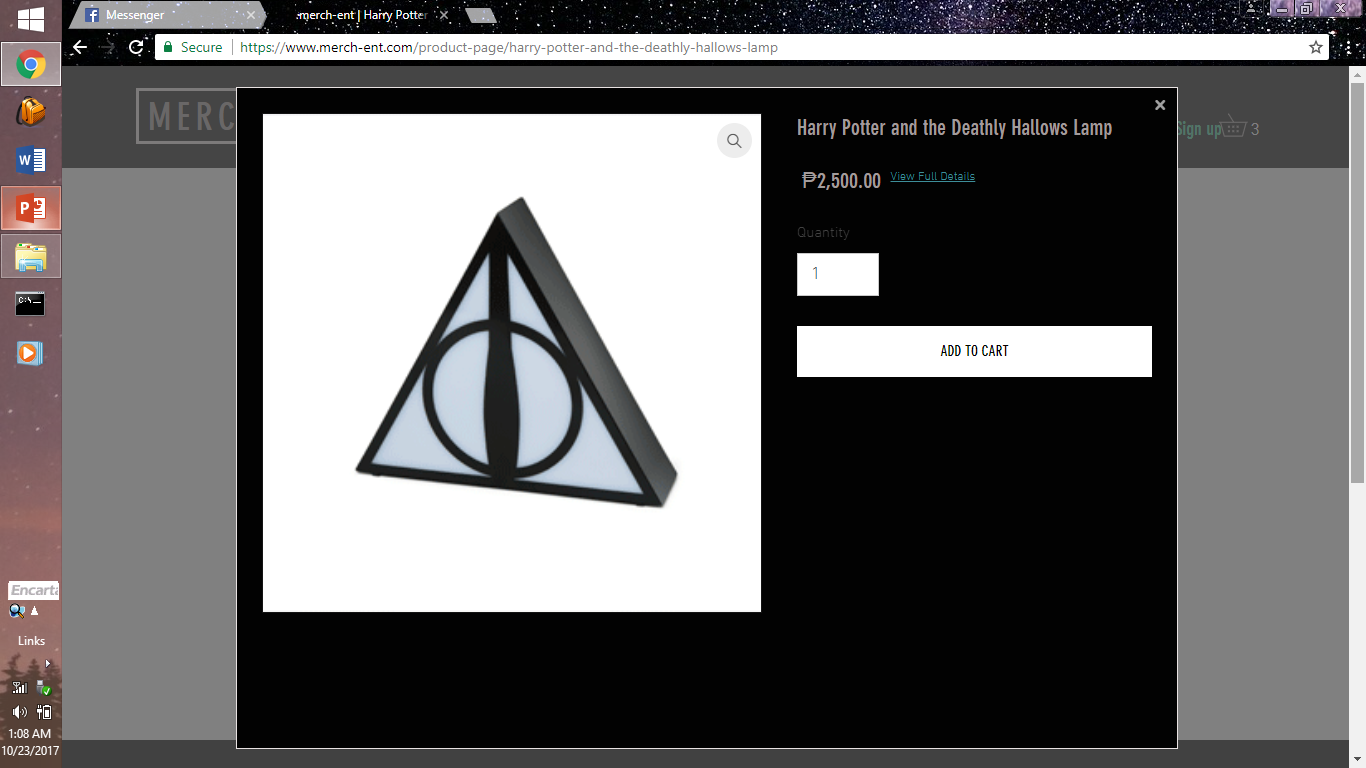 Messenger
merch-ent | Harry Potter
Secure
https://www.merch-ent.com/product-page/harry-potter-and-the-deathly-hallows-lamp
MERC
Sign up
3
Harry Potter and the Deathly Hallows Lamp
₱2,500.00 View Full Details
Quantity
1
ADD TO CART
C:\
Encarta
Links
1:08 AM
10/23/2017